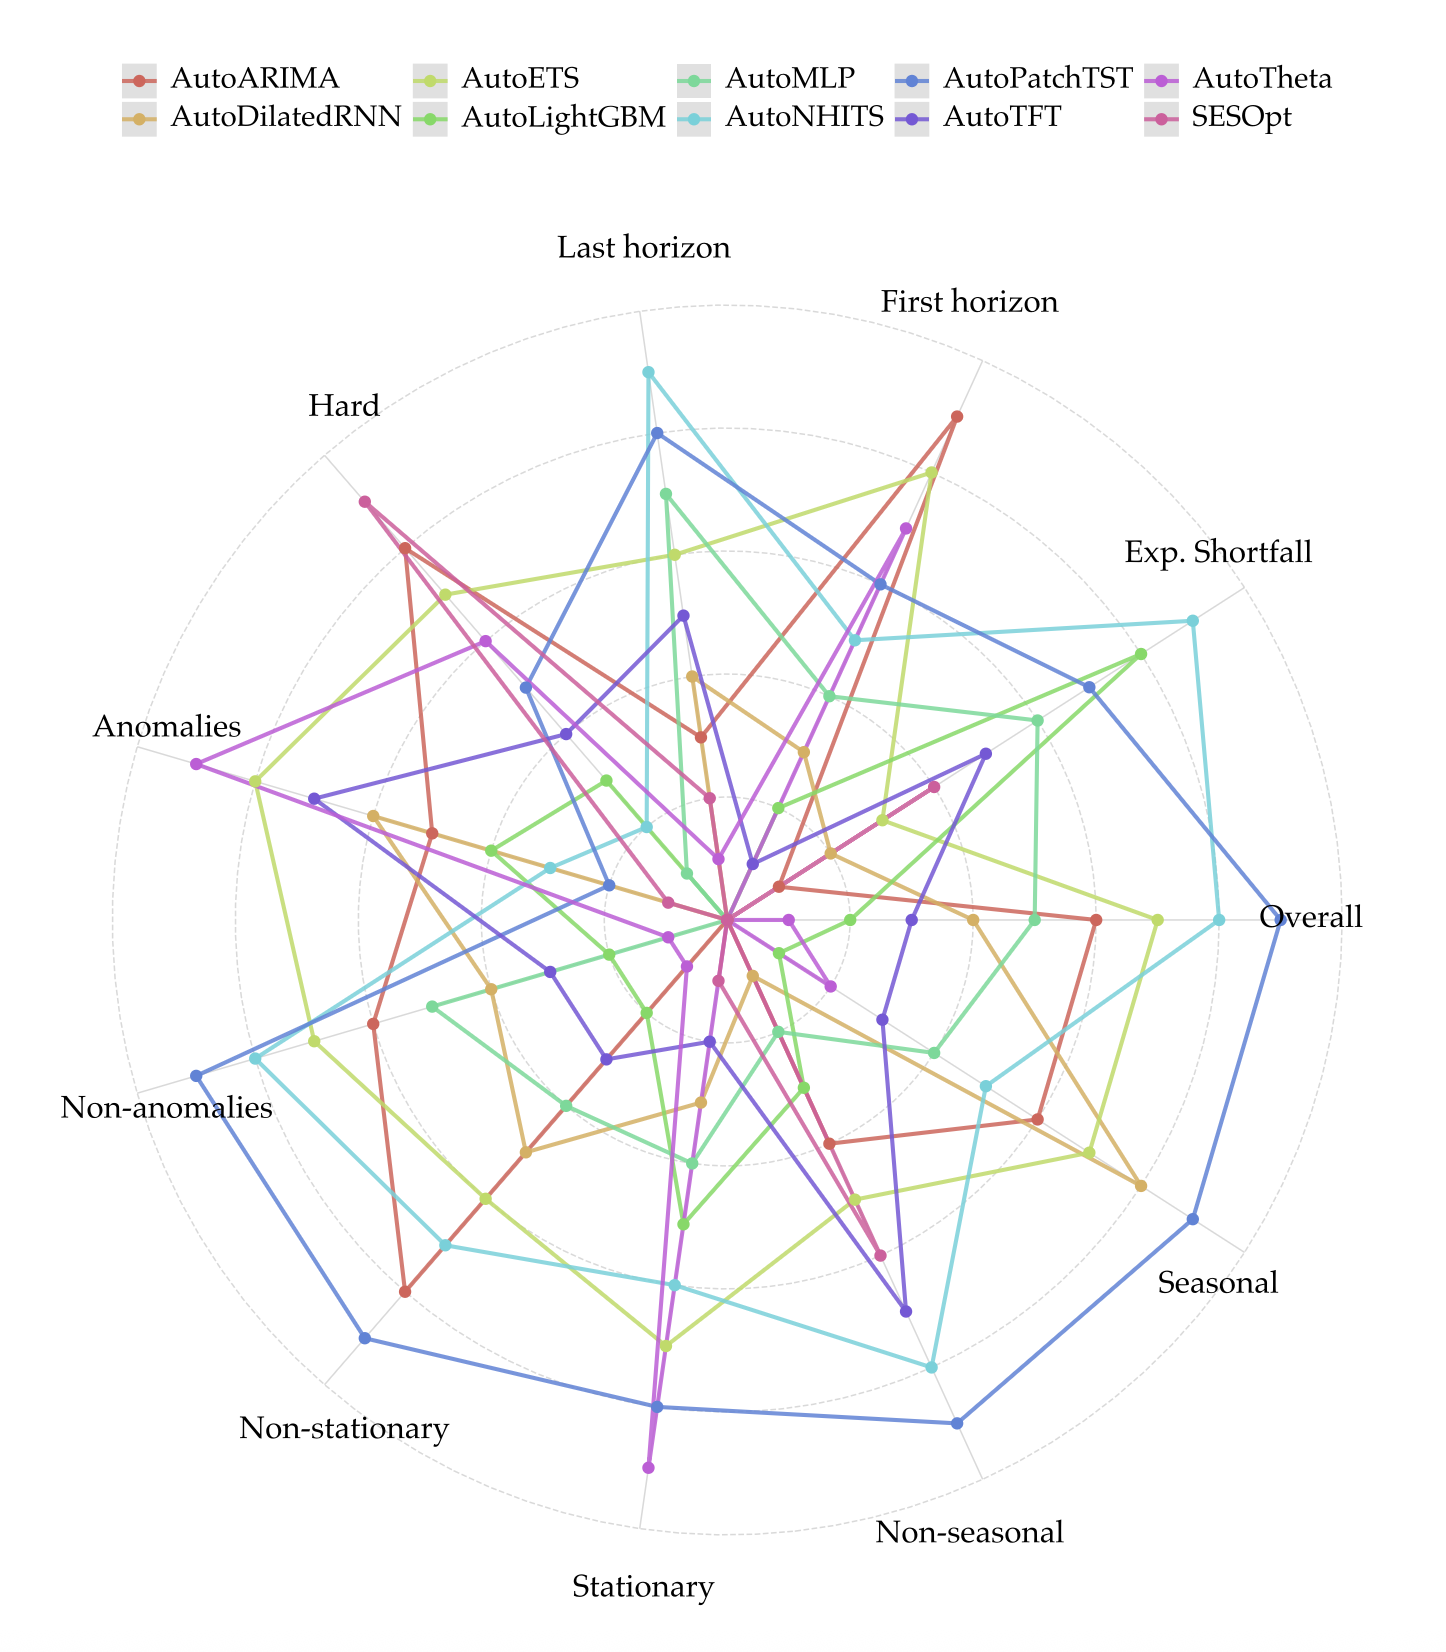 AutoARIMA AutoETS AutoMLP AutoPatchTST AutoTheta
AutoDilatedRNN AutoLightGBM AutoNHITS AutoTFT SESOpt
Last horizon
First horizon
Hard
Exp. Shortfall
Anomalies
Overall
Non-anomalies
Seasonal
Non-stationary
Non-seasonal
Stationary